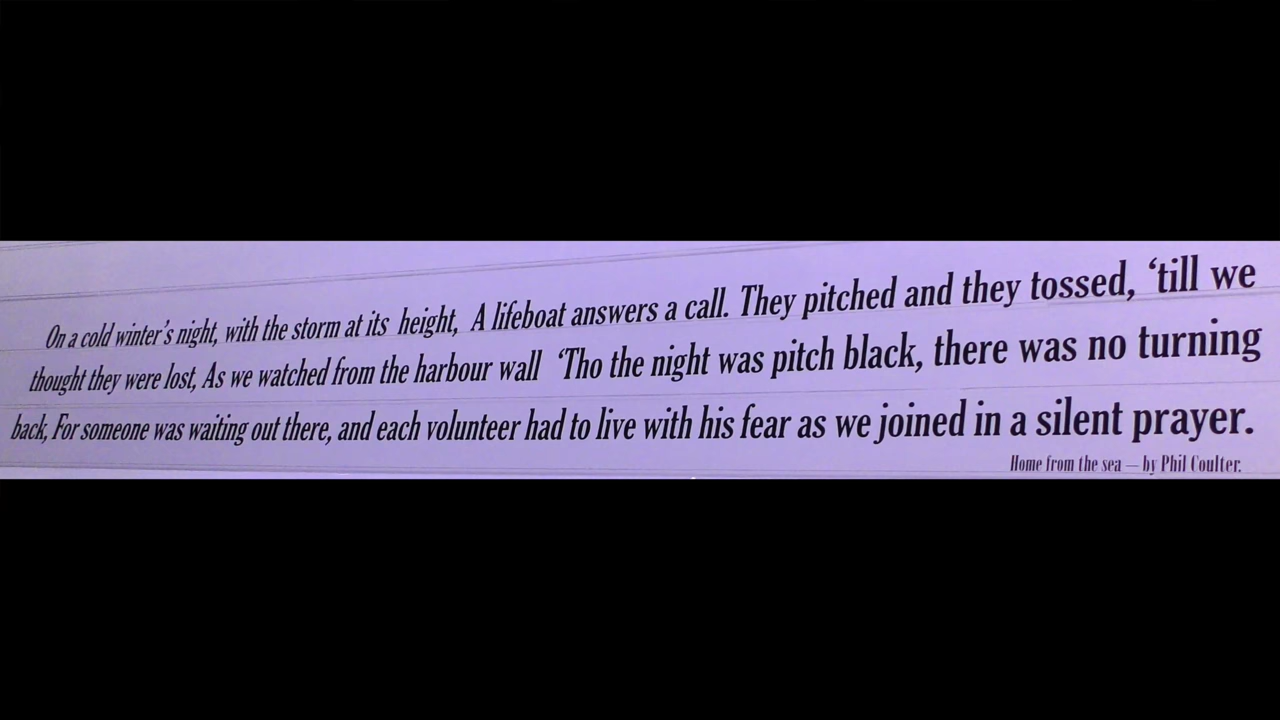 On a cold winter's night, with the storm at its height, A lifeboat answers a call. They pitched and they tossed, 'till we
thought they were lost, As we watched from the harbour wall 'Tho the night was pitch black, there was no turning
back, For someone was waiting out there, and each volunteer had to live with his fear as we joined in a silent prayer.
Home from the sea — by Phil Coulter.